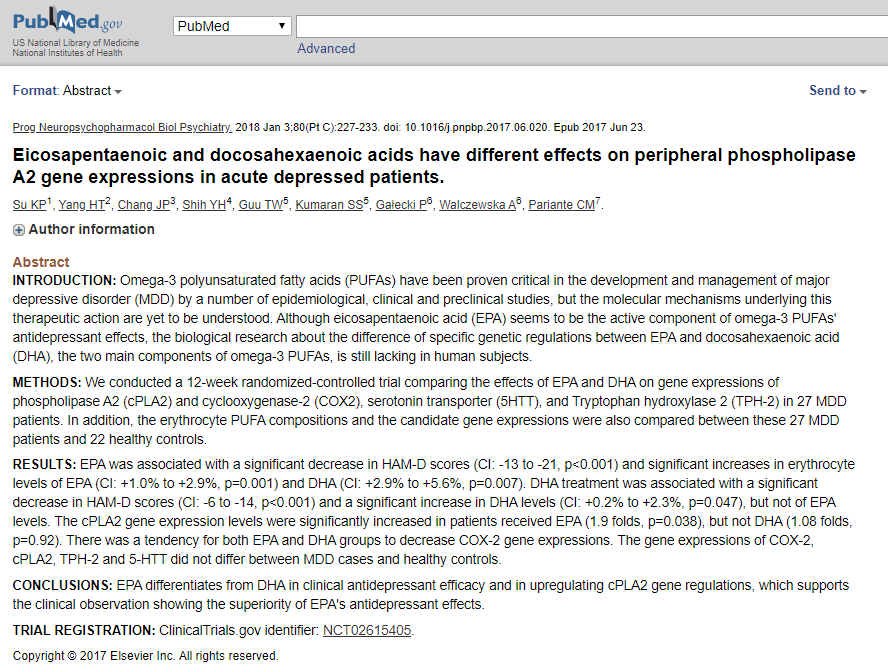 PubMed.gov
US National Library of Medicine
National Institutes of Health
PubMed
Advanced
Format: Abstract
Send to
Prog Neuropsychopharmacol Biol Psychiatry. 2018 Jan 3;80(Pt C):227-233. doi: 10.1016/j.pnpbp.2017.06.020. Epub 2017 Jun 23.
Eicosapentaenoic and docosahexaenoic acids have different effects on peripheral phospholipase
A2 gene expressions in acute depressed patients.
Su KP1, Yang HT2, Chang JP3, Shih YH4, Guu TW5, Kumaran SS5, Gałecki P6, Walczewska A6, Pariante CM7.
Author information
Abstract
INTRODUCTION: Omega-3 polyunsaturated fatty acids (PUFAs) have been proven critical in the development and management of major
depressive disorder (MDD) by a number of epidemiological, clinical and preclinical studies, but the molecular mechanisms underlying this
therapeutic action are yet to be understood. Although eicosapentaenoic acid (EPA) seems to be the active component of omega-3 PUFAs'
antidepressant effects, the biological research about the difference of specific genetic regulations between EPA and docosahexaenoic acid
(DHA), the two main components of omega-3 PUFAs, is still lacking in human subjects.
METHODS: We conducted a 12-week randomized-controlled trial comparing the effects of EPA and DHA on gene expressions of
phospholipase A2 (cPLA2) and cyclooxygenase-2 (COX2), serotonin transporter (5HTT), and Tryptophan hydroxylase 2 (TPH-2) in 27 MDD
patients. In addition, the erythrocyte PUFA compositions and the candidate gene expressions were also compared between these 27 MDD
patients and 22 healthy controls.
RESULTS: EPA was associated with a significant decrease in HAM-D scores (CI: -13 to -21, p<0.001) and significant increases in erythrocyte
levels of EPA (CI: +1.0% to +2.9%, p=0.001) and DHA (CI: +2.9% to +5.6%, p=0.007). DHA treatment was associated with a significant
decrease in HAM-D scores (CI: -6 to -14, p<0.001) and a significant increase in DHA levels (CI: +0.2% to +2.3%, p=0.047), but not of EPA
levels. The cPLA2 gene expression levels were significantly increased in patients received EPA (1.9 folds, p=0.038), but not DHA (1.08 folds,
p=0.92). There was a tendency for both EPA and DHA groups to decrease COX-2 gene expressions. The gene expressions of COX-2,
cPLA2, TPH-2 and 5-HTT did not differ between MDD cases and healthy controls.
CONCLUSIONS: EPA differentiates from DHA in clinical antidepressant efficacy and in upregulating cPLA2 gene regulations, which supports
the clinical observation showing the superiority of EPA's antidepressant effects.
TRIAL REGISTRATION: ClinicalTrials.gov identifier: NCT02615405.
Copyright © 2017 Elsevier Inc. All rights reserved.